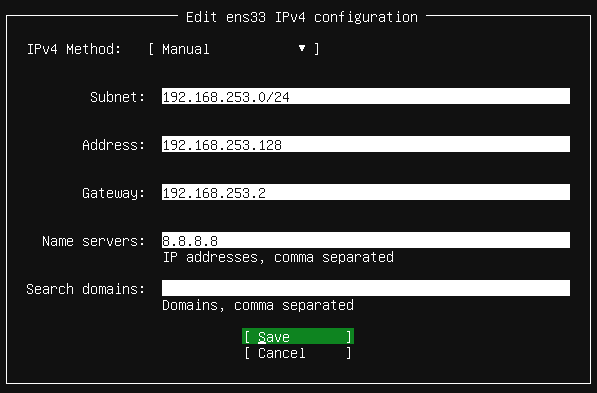 Edit ens33 IPv4 configuration
IPv4 Method: [ Manual ▼ ]
Subnet: 192.168.253.0/24
Address: 192.168.253.128
Gateway: 192.168.253.2
Name servers: 8.8.8.8
IP addresses, comma separated
Search domains:
Domains, comma separated
[ Save ]
[ Cancel ]